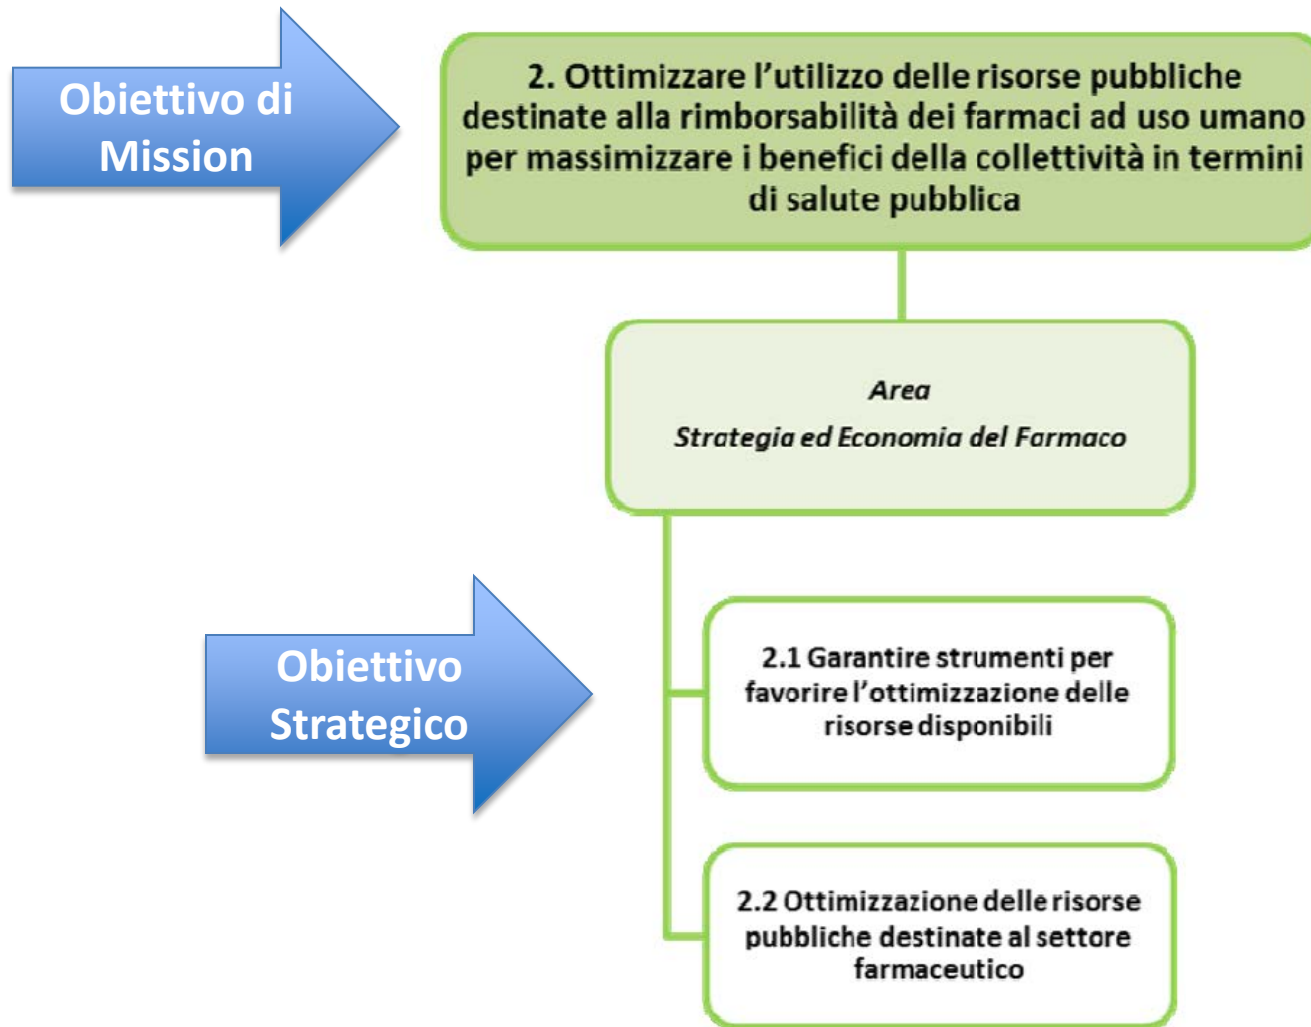 Obiettivo di
Mission
2. Ottimizzare l’utilizzo delle risorse pubbliche
destinate alla rimborsabilità dei farmaci ad uso umano
per massimizzare i benefici della collettività in termini
di salute pubblica
Area
Strategia ed Economia del Farmaco
Obiettivo
Strategico
2.1 Garantire strumenti per
favorire l’ottimizzazione delle
risorse disponibili
2.2 Ottimizzazione delle risorse
pubbliche destinate al settore
farmaceutico